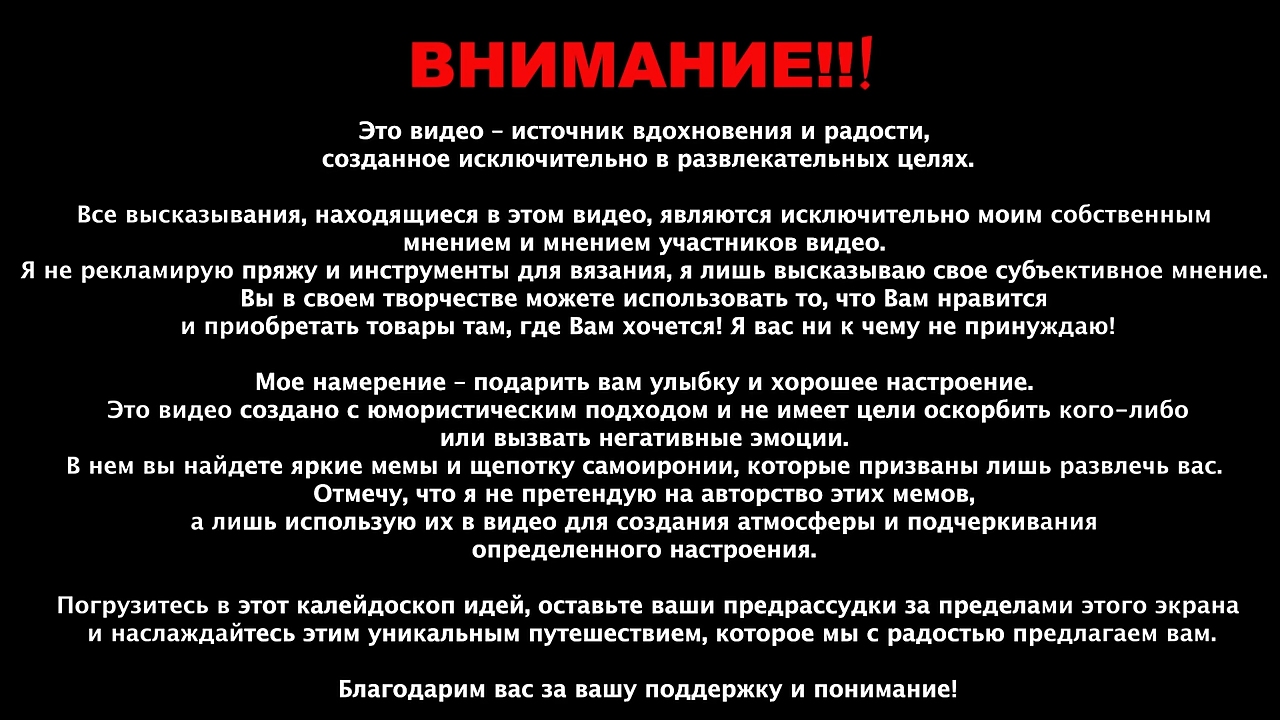 ВНИМАНИЕ!!!
Это видео – источник вдохновения и радости,
созданное исключительно в развлекательных целях.
Все высказывания, находящиеся в этом видео, являются исключительно моим собственным
мнением и мнением участников видео.
Я не рекламирую пряжу и инструменты для вязания, я лишь высказываю свое субъективное мнение.
Вы в своем творчестве можете использовать то, что Вам нравится
и приобретать товары там, где Вам хочется! Я вас ни к чему не принуждаю!
Мое намерение – подарить вам улыбку и хорошее настроение.
Это видео создано с юмористическим подходом и не имеет цели оскорбить кого-либо
или вызвать негативные эмоции.
В нем вы найдете яркие мемы и щепотку самоиронии, которые призваны лишь развлечь вас.
Отмечу, что я не претендую на авторство этих мемов,
а лишь использую их в видео для создания атмосферы и подчеркивания
определенного настроения.
Погрузитесь в этот калейдоскоп идей, оставьте ваши предрассудки за пределами этого экрана
и наслаждайтесь этим уникальным путешествием, которое мы с радостью предлагаем вам.
Благодарим вас за вашу поддержку и понимание!